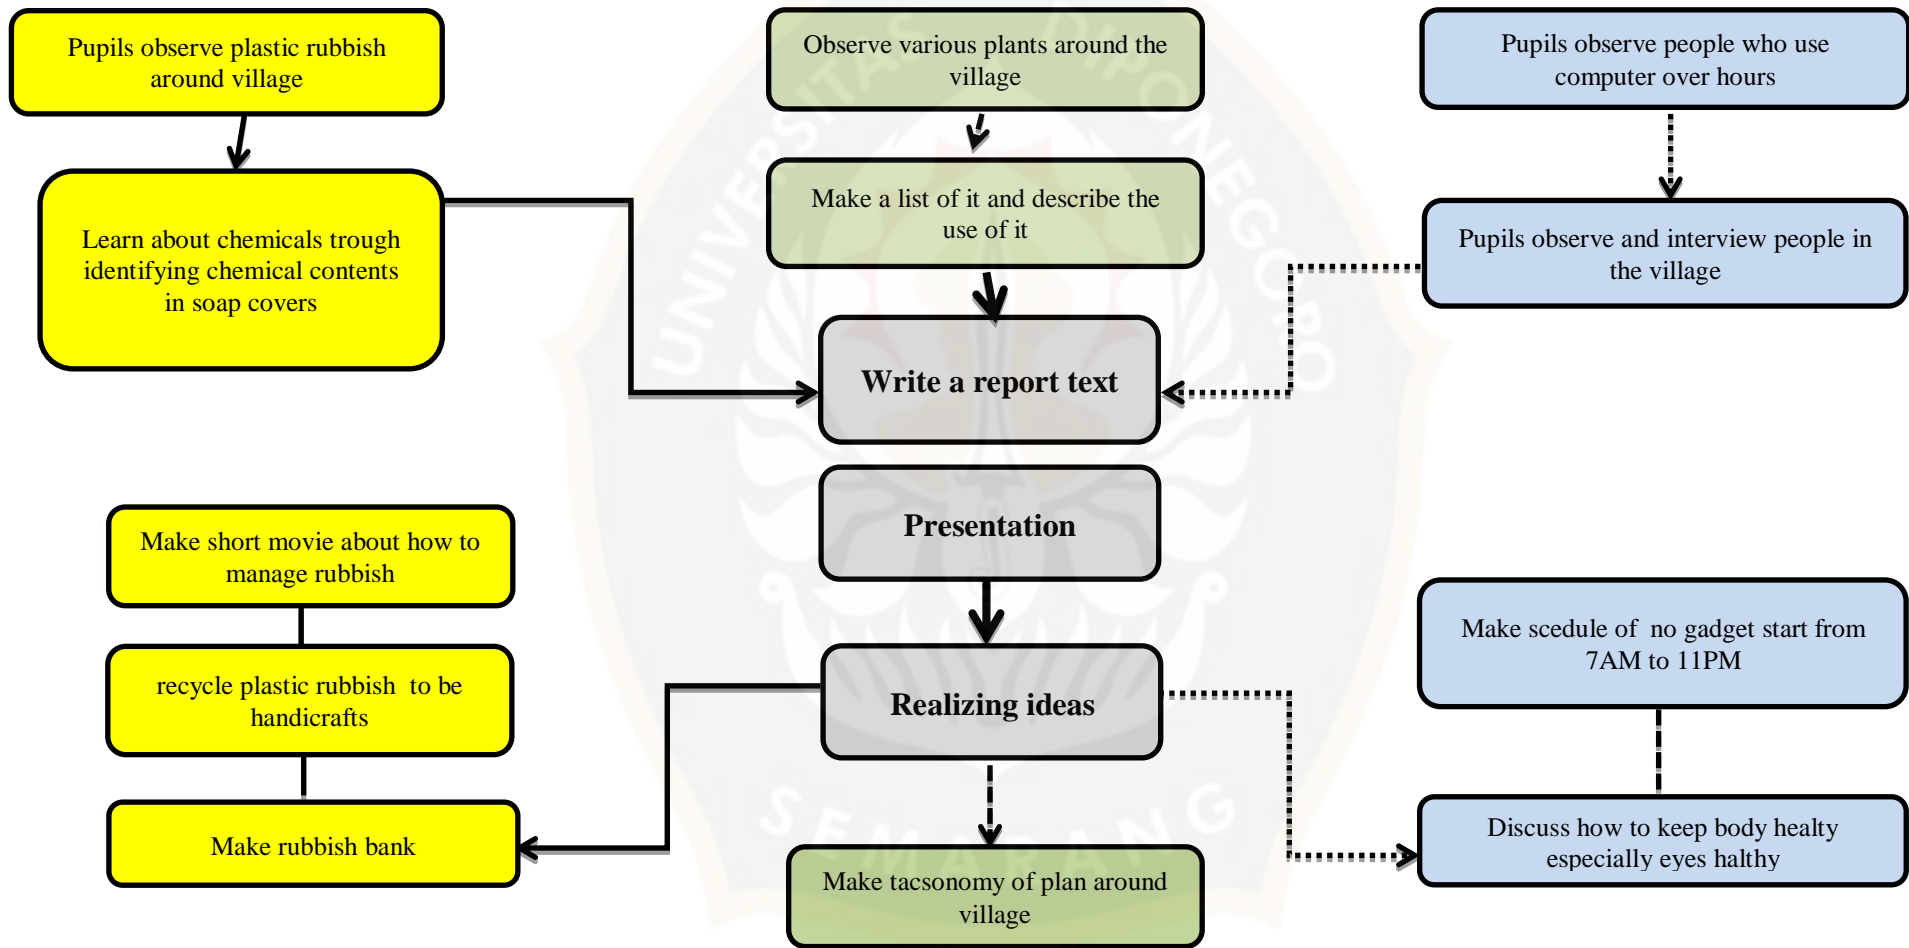 Pupils observe plastic rubbish
around village
Observe various plants around the
village
Pupils observe people who use
computer over hours
Learn about chemicals trough
identifying chemical contents
in soap covers
Make a list of it and describe the
use of it
Pupils observe and interview people in
the village
Write a report text
Presentation
Make short movie about how to
manage rubbish
recycle plastic rubbish to be
handicrafts
Make rubbish bank
Realizing ideas
Make scedule of no gadget start from
7AM to 11PM
Discuss how to keep body healty
especially eyes halthy
Make tacsonomy of plan around
village
UNIVERSITAS DIPONEGORO
SEMARANG